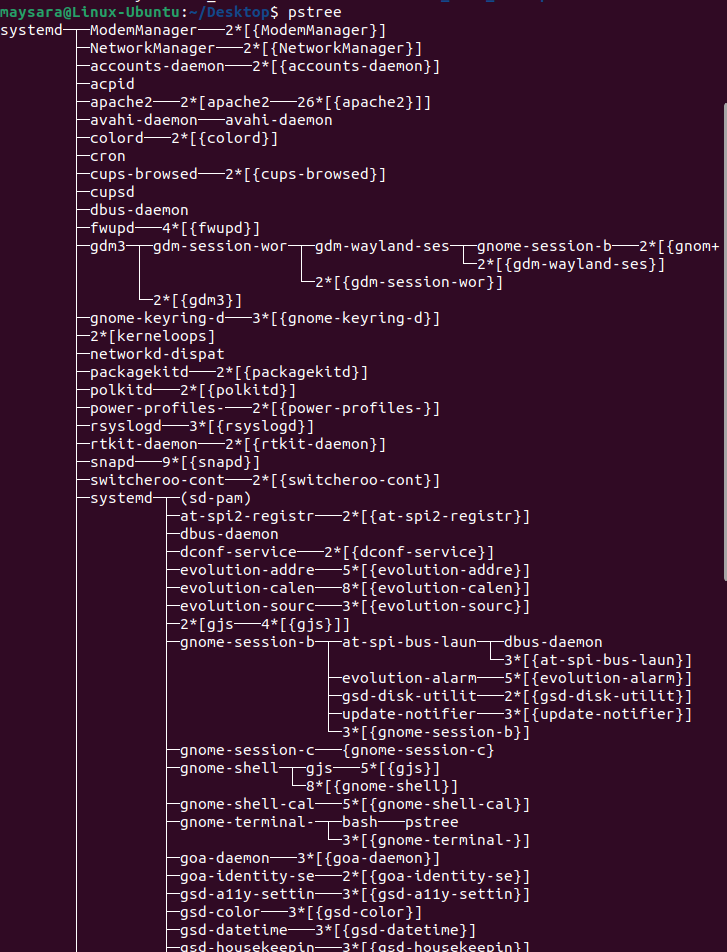 maysara@Linux-Ubuntu:~/Desktop$ pstree
systemd─┬─ModemManager───2*[{ModemManager}]
        ├─NetworkManager───2*[{NetworkManager}]
        ├─accounts-daemon───2*[{accounts-daemon}]
        ├─acpid
        ├─apache2───2*[apache2───26*[{apache2}]]
        ├─avahi-daemon───avahi-daemon
        ├─colord───2*[{colord}]
        ├─cron
        ├─cups-browsed───2*[{cups-browsed}]
        ├─cupsd
        ├─dbus-daemon
        ├─fwupd───4*[{fwupd}]
        ├─gdm3─┬─gdm-session-wor─┬─gdm-wayland-ses─┬─gnome-session-b───2*[{gnom+
        │      │                 │                 └─2*[{gdm-wayland-ses}]
        │      │                 └─2*[{gdm-session-wor}]
        │      └─2*[{gdm3}]
        ├─gnome-keyring-d───3*[{gnome-keyring-d}]
        ├─2*[kerneloops]
        ├─networkd-dispat
        ├─packagekitd───2*[{packagekitd}]
        ├─polkitd───2*[{polkitd}]
        ├─power-profiles-───2*[{power-profiles-}]
        ├─rsyslogd───3*[{rsyslogd}]
        ├─rtkit-daemon───2*[{rtkit-daemon}]
        ├─snapd───9*[{snapd}]
        ├─switcheroo-cont───2*[{switcheroo-cont}]
        ├─systemd─┬─(sd-pam)
        │         ├─at-spi2-registr───2*[{at-spi2-registr}]
        │         ├─dbus-daemon
        │         ├─dconf-service───2*[{dconf-service}]
        │         ├─evolution-addre───5*[{evolution-addre}]
        │         ├─evolution-calen───8*[{evolution-calen}]
        │         ├─evolution-sourc───3*[{evolution-sourc}]
        │         ├─2*[gjs───4*[{gjs}]]
        │         ├─gnome-session-b─┬─at-spi-bus-laun─┬─dbus-daemon
        │         │                 │                 └─3*[{at-spi-bus-laun}]
        │         │                 ├─evolution-alarm───5*[{evolution-alarm}]
        │         │                 ├─gsd-disk-utilit───2*[{gsd-disk-utilit}]
        │         │                 ├─update-notifier───3*[{update-notifier}]
        │         │                 └─3*[{gnome-session-b}]
        │         ├─gnome-session-c───{gnome-session-c}
        │         ├─gnome-shell─┬─gjs───5*[{gjs}]
        │         │             └─8*[{gnome-shell}]
        │         ├─gnome-shell-cal───5*[{gnome-shell-cal}]
        │         ├─gnome-terminal-─┬─bash───pstree
        │         │                 └─3*[{gnome-terminal-}]
        │         ├─goa-daemon───3*[{goa-daemon}]
        │         ├─goa-identity-se───2*[{goa-identity-se}]
        │         ├─gsd-a11y-settin───3*[{gsd-a11y-settin}]
        │         ├─gsd-color───3*[{gsd-color}]
        │         ├─gsd-datetime───3*[{gsd-datetime}]
        │         ├─gsd-housekeepin───3*[{gsd-housekeepin}]